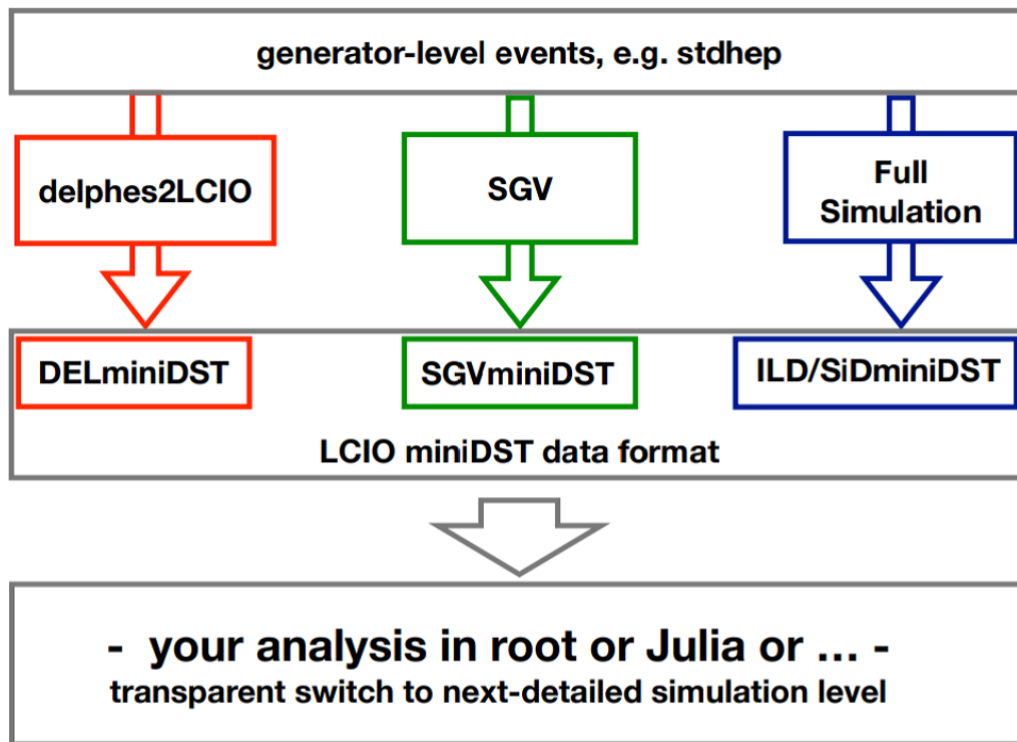 generator-level events, e.g. stdhep
delphes2LCIO
SGV
Full
Simulation
DELminiDST
SGVminiDST
ILD/SiDminiDST
LCIO miniDST data format
- your analysis in root or Julia or ... -
transparent switch to next-detailed simulation level